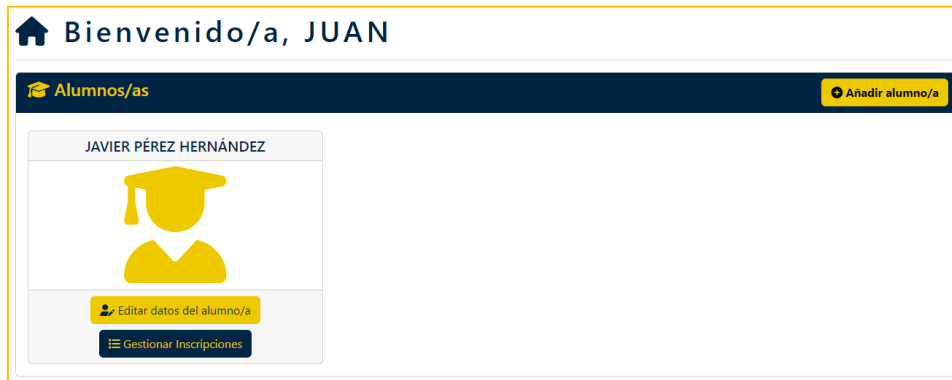 Bienvenido/a, JUAN
Alumnos/as
Añadir alumno/a
JAVIER PÉREZ HERNÁNDEZ
Editar datos del alumno/a
Gestionar Inscripciones